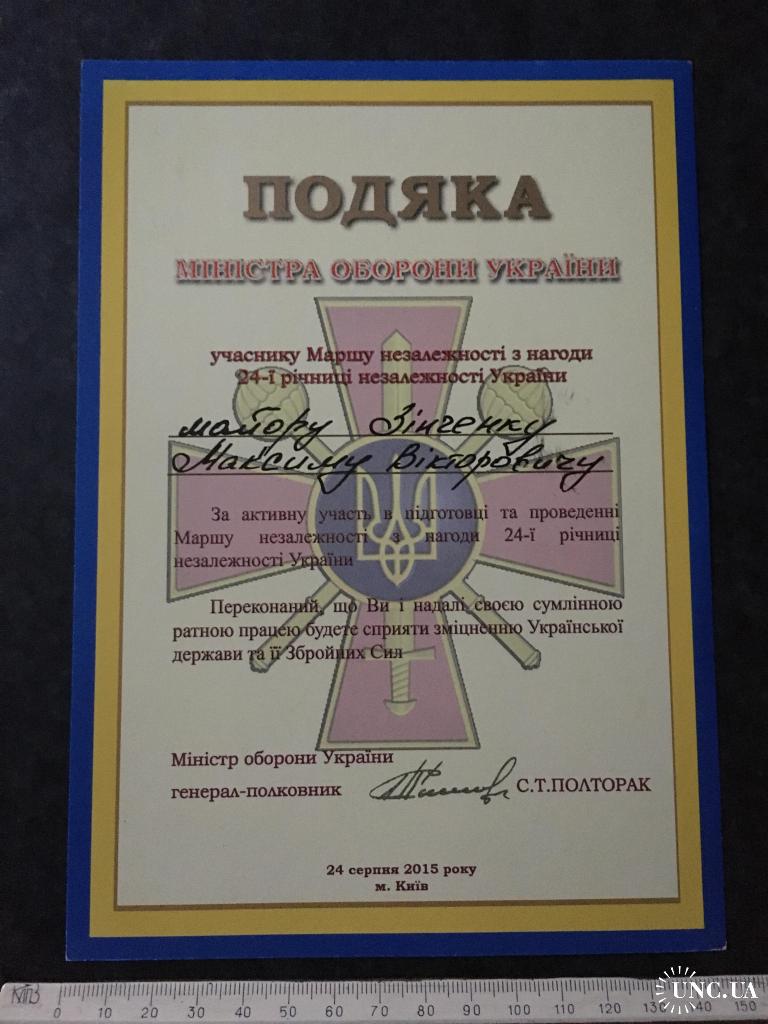 ПОДЯКА
МІНІСТРА ОБОРОНИ УКРАЇНИ
учаснику Маршу незалежності з нагоди
24-ї річниці незалежності України
майору Зінченку
Максиму Вікторовичу
За активну участь в підготовці та проведенні
Маршу незалежності з нагоди 24-ї річниці
незалежності України
Переконаний, що Ви і надалі своєю сумлінною
ратною працею будете сприяти зміцненню Української
держави та її Збройних Сил
Міністр оборони України
генерал-полковник С.Т.ПОЛТОРАК
24 серпня 2015 року
м. Київ
0 10 20 30 40 50 60 70 80 90 100 110 120 130 140 150
UNC.UA